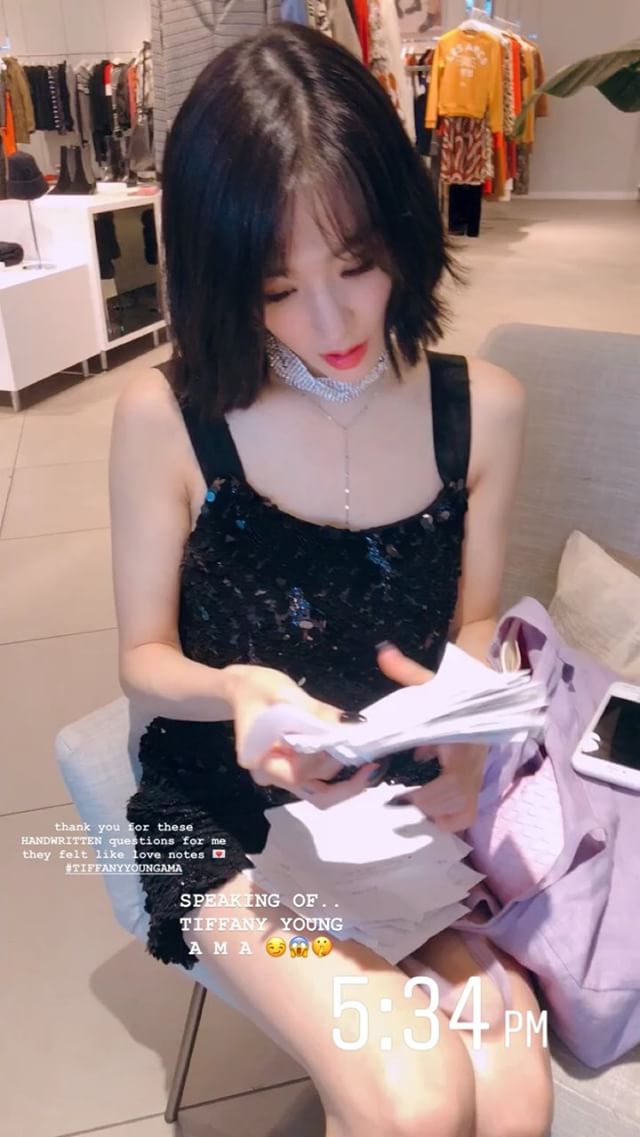 thank you for these
HANDWRITTEN questions for me
they felt like love notes 💌
#TIFFANYYOUNGAMA
SPEAKING OF..
TIFFANY YOUNG
A M A 😏😱🤫
5:34 PM